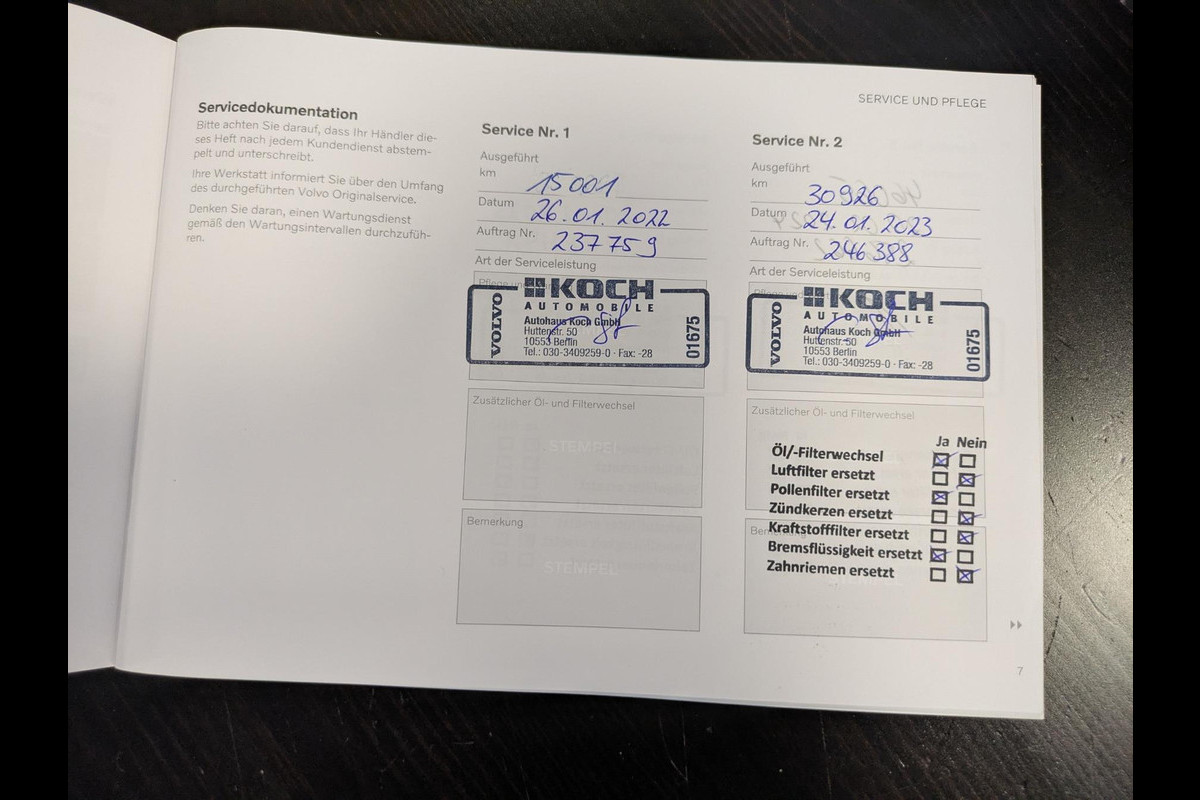 SERVICE UND PFLEGE
Servicedokumentation
Bitte achten Sie darauf, dass Ihr Händler die-
ses Heft nach jedem Kundendienst abstem-
pelt und unterschreibt.
Ihre Werkstatt informiert Sie über den Umfang
des durchgeführten Volvo Originalservice.
Denken Sie daran, einen Wartungsdienst
gemäß den Wartungsintervallen durchzufüh-
ren.
Service Nr. 1
Ausgeführt
km 15001
Datum 26.01.2022
Auftrag Nr. 237759
Art der Serviceleistung
VOLVO
KOCH
AUTOMOBILE
Autohaus Koch GmbH
Huttenstr. 50
10553 Berlin
Tel.: 030-3409259-0 · Fax: -28
01675
Zusätzlicher Öl- und Filterwechsel
STEMPEL
Bemerkung
STEMPEL
Service Nr. 2
Ausgeführt
km 30926
Datum 24.01.2023
Auftrag Nr. 246388
Art der Serviceleistung
VOLVO
KOCH
AUTOMOBILE
Autohaus Koch GmbH
Huttenstr. 50
10553 Berlin
Tel.: 030-3409259-0 · Fax: -28
01675
Zusätzlicher Öl- und Filterwechsel
Ja Nein
Öl/-Filterwechsel
Luftfilter ersetzt
Pollenfilter ersetzt
Zündkerzen ersetzt
Kraftstofffilter ersetzt
Bremsflüssigkeit ersetzt
Zahnriemen ersetzt
7